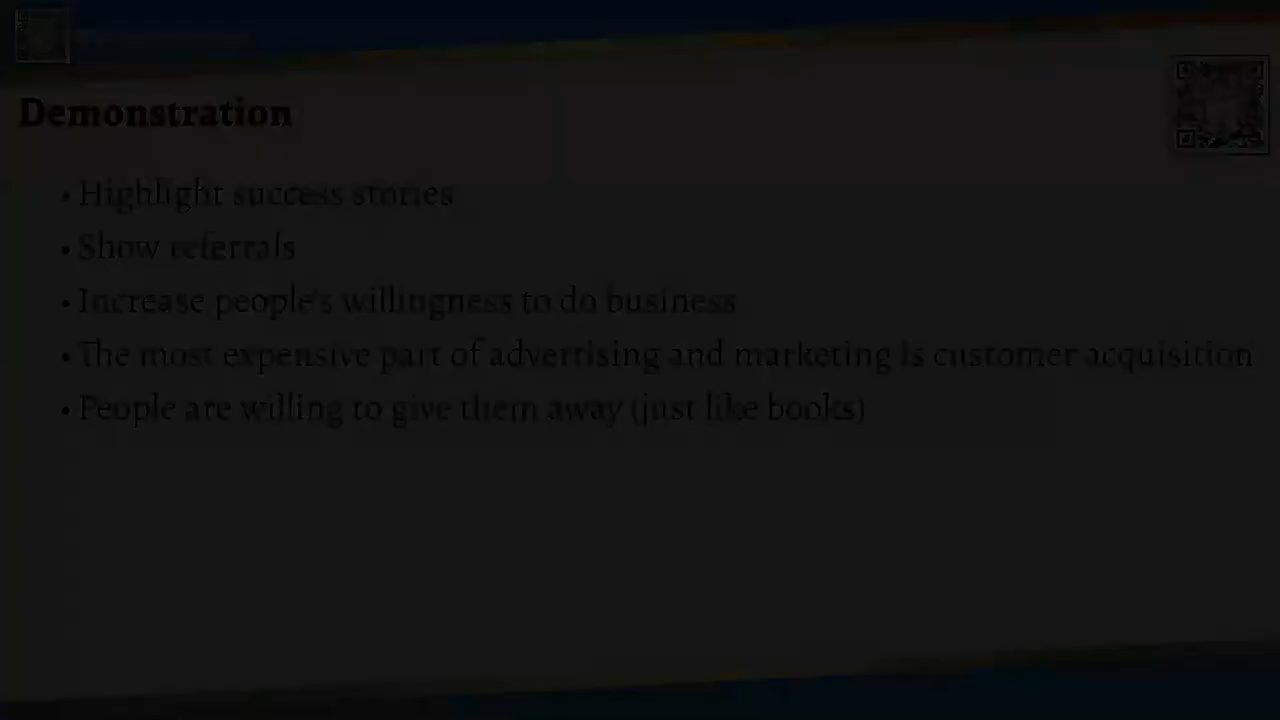 Demonstration
• Highlight success stories
• Show referrals
• Increase people's willingness to do business
• The most expensive part of advertising and marketing is customer acquisition
• People are willing to give them away (just like books)